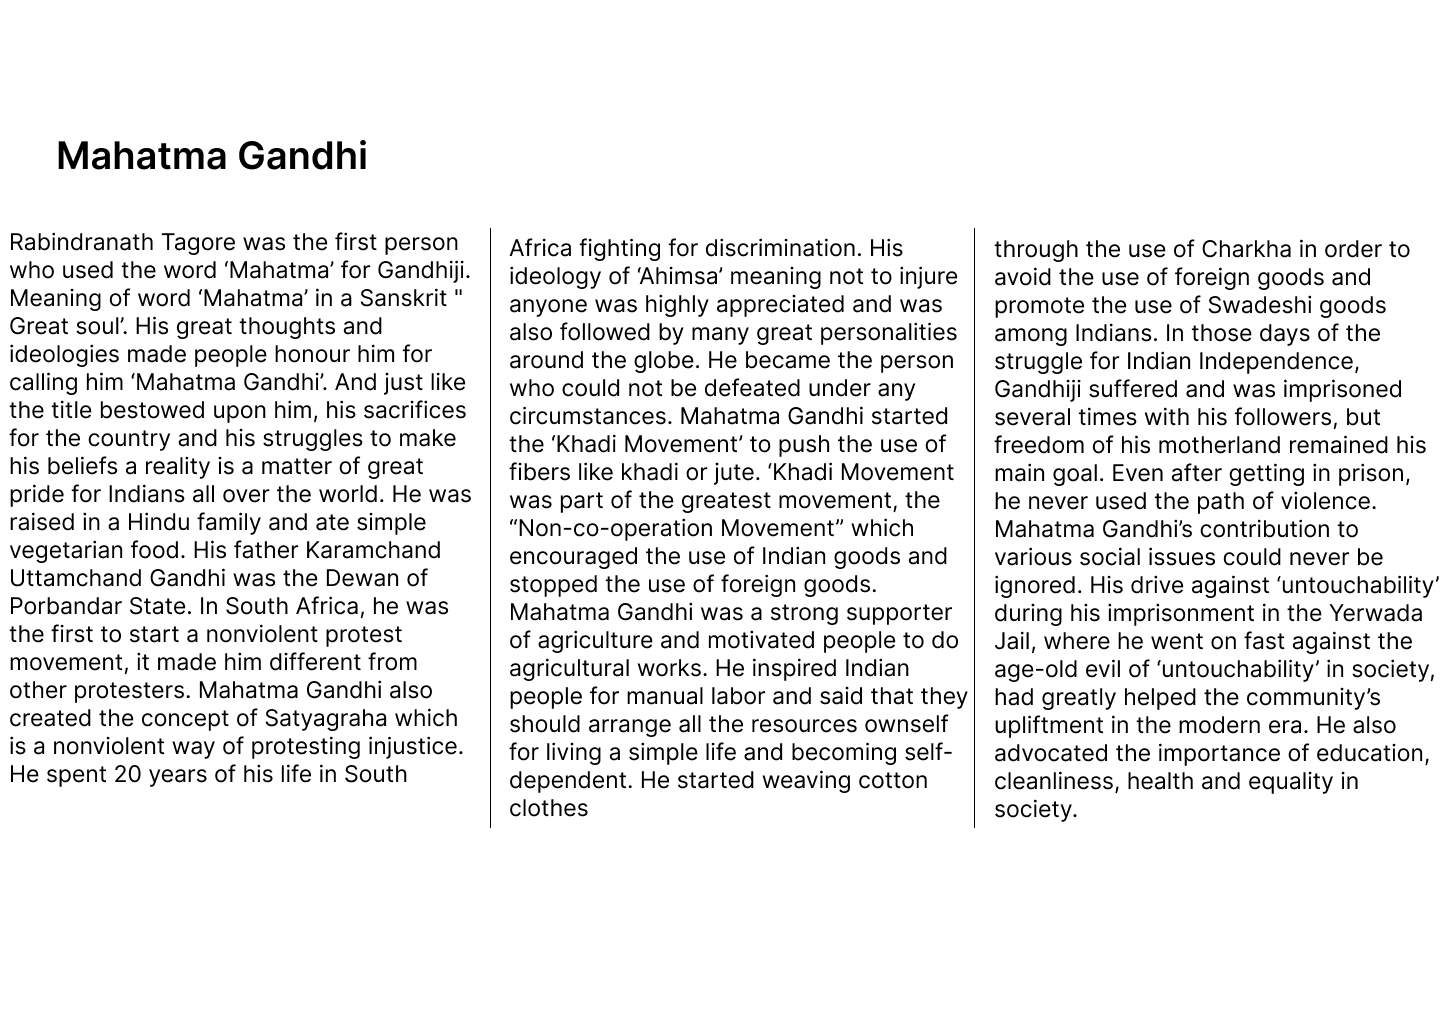 Mahatma Gandhi
Rabindranath Tagore was the first person
who used the word ‘Mahatma’ for Gandhiji.
Meaning of word ‘Mahatma’ in a Sanskrit "
Great soul’. His great thoughts and
ideologies made people honour him for
calling him ‘Mahatma Gandhi’. And just like
the title bestowed upon him, his sacrifices
for the country and his struggles to make
his beliefs a reality is a matter of great
pride for Indians all over the world. He was
raised in a Hindu family and ate simple
vegetarian food. His father Karamchand
Uttamchand Gandhi was the Dewan of
Porbandar State. In South Africa, he was
the first to start a nonviolent protest
movement, it made him different from
other protesters. Mahatma Gandhi also
created the concept of Satyagraha which
is a nonviolent way of protesting injustice.
He spent 20 years of his life in South
Africa fighting for discrimination. His
ideology of ‘Ahimsa’ meaning not to injure
anyone was highly appreciated and was
also followed by many great personalities
around the globe. He became the person
who could not be defeated under any
circumstances. Mahatma Gandhi started
the ‘Khadi Movement’ to push the use of
fibers like khadi or jute. ‘Khadi Movement
was part of the greatest movement, the
“Non-co-operation Movement” which
encouraged the use of Indian goods and
stopped the use of foreign goods.
Mahatma Gandhi was a strong supporter
of agriculture and motivated people to do
agricultural works. He inspired Indian
people for manual labor and said that they
should arrange all the resources ownself
for living a simple life and becoming self-
dependent. He started weaving cotton
clothes
through the use of Charkha in order to
avoid the use of foreign goods and
promote the use of Swadeshi goods
among Indians. In those days of the
struggle for Indian Independence,
Gandhiji suffered and was imprisoned
several times with his followers, but
freedom of his motherland remained his
main goal. Even after getting in prison,
he never used the path of violence.
Mahatma Gandhi’s contribution to
various social issues could never be
ignored. His drive against ‘untouchability’
during his imprisonment in the Yerwada
Jail, where he went on fast against the
age-old evil of ‘untouchability’ in society,
had greatly helped the community’s
upliftment in the modern era. He also
advocated the importance of education,
cleanliness, health and equality in
society.